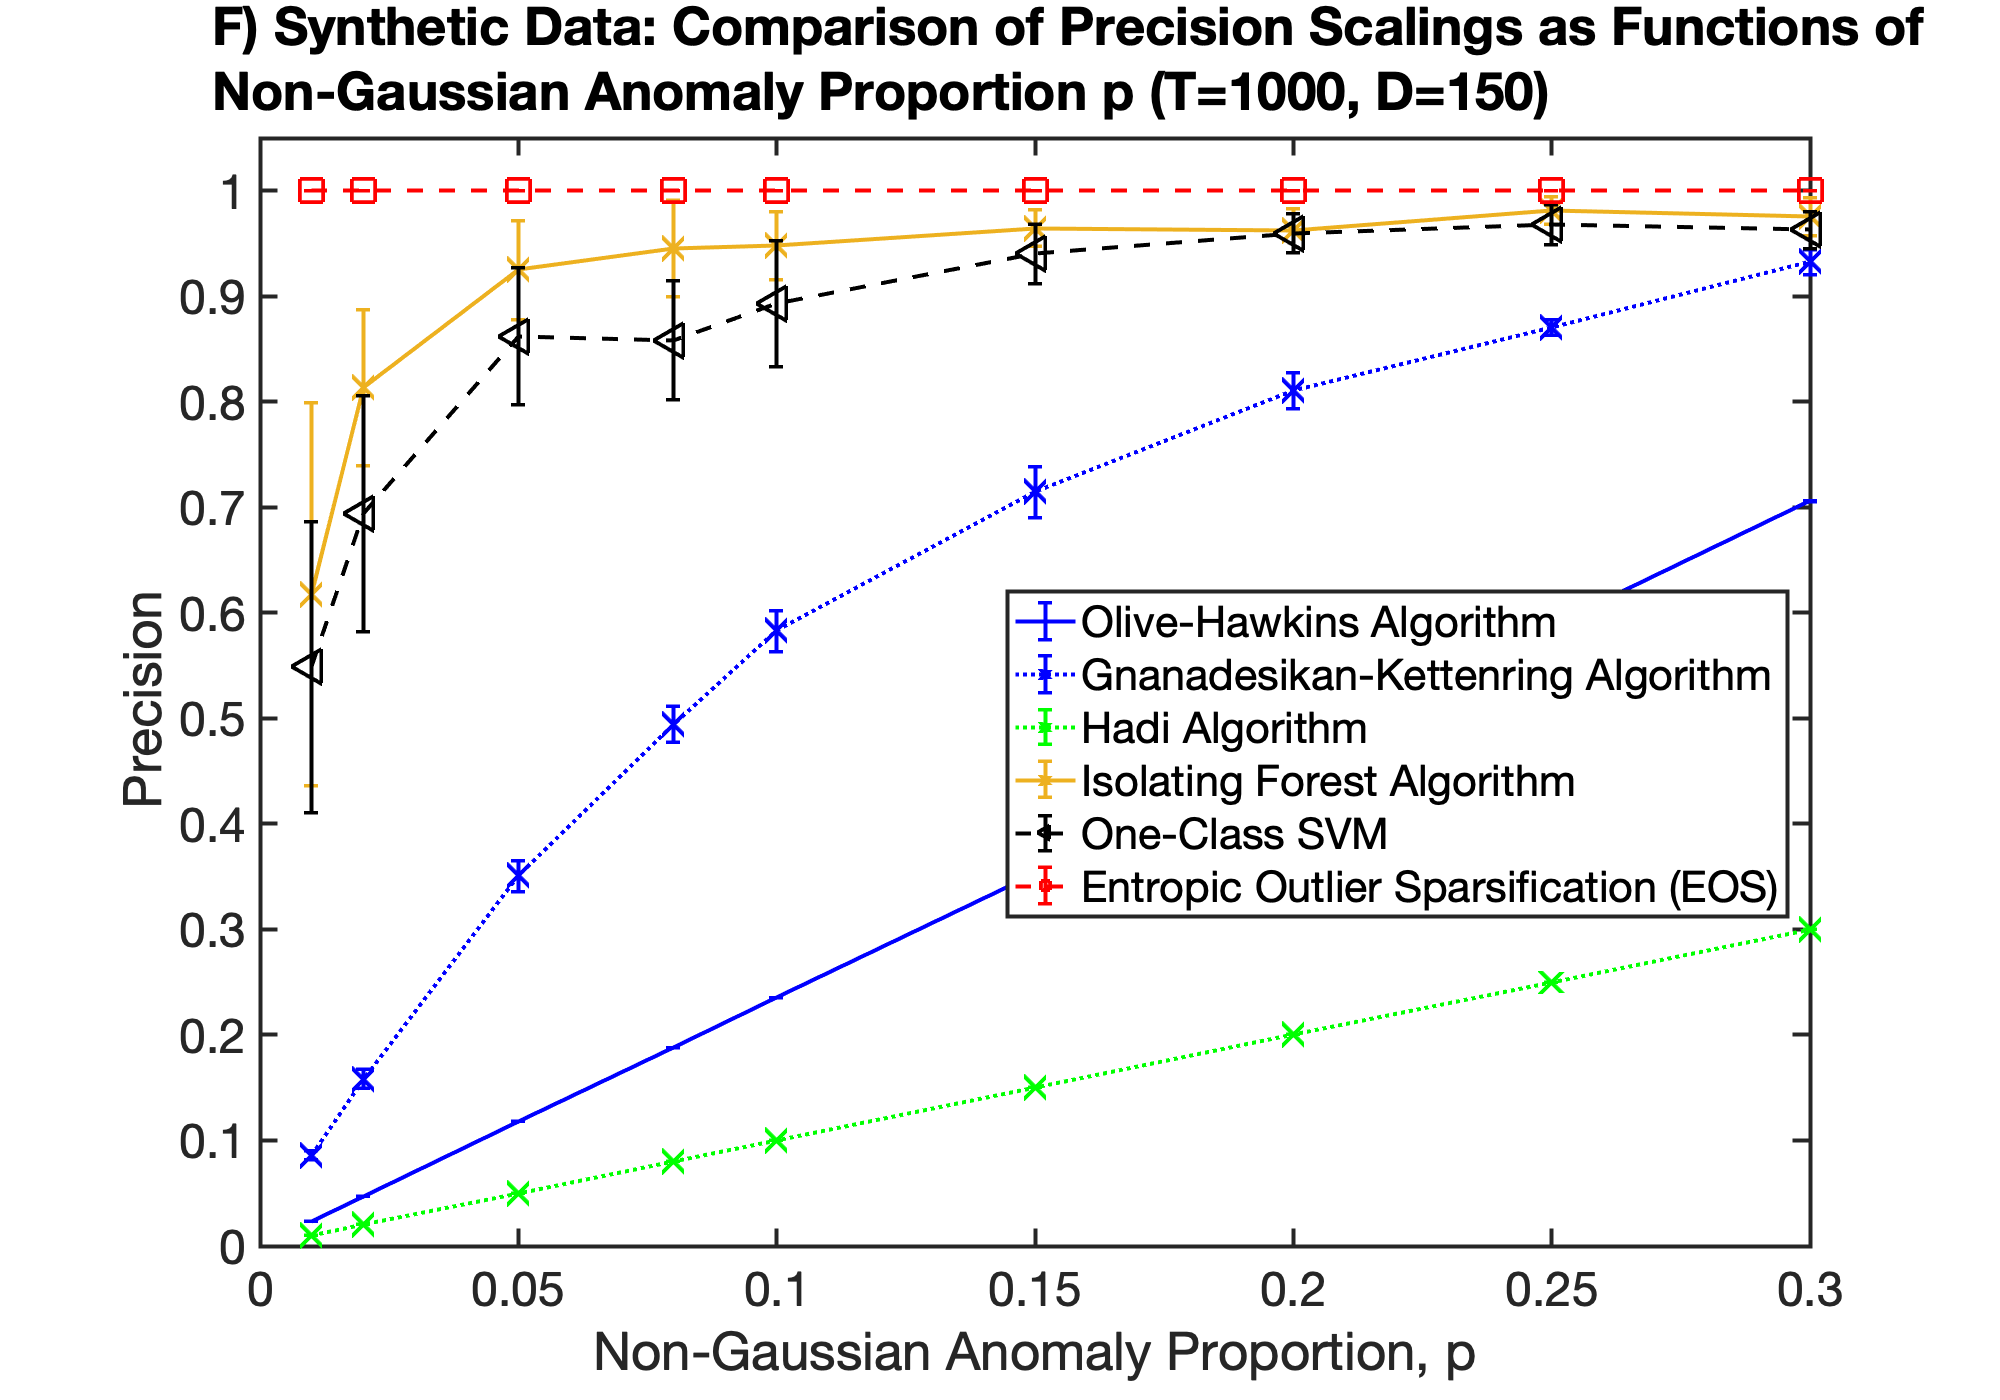 F) Synthetic Data: Comparison of Precision Scalings as Functions of
Non-Gaussian Anomaly Proportion p (T=1000, D=150)
1
0.9
0.8
0.7
0.6
0.5
0.4
0.3
0.2
0.1
0
Precision
Olive-Hawkins Algorithm
Gnanadesikan-Kettenring Algorithm
Hadi Algorithm
Isolating Forest Algorithm
One-Class SVM
Entropic Outlier Sparsification (EOS)
0 0.05 0.1 0.15 0.2 0.25 0.3
Non-Gaussian Anomaly Proportion, p